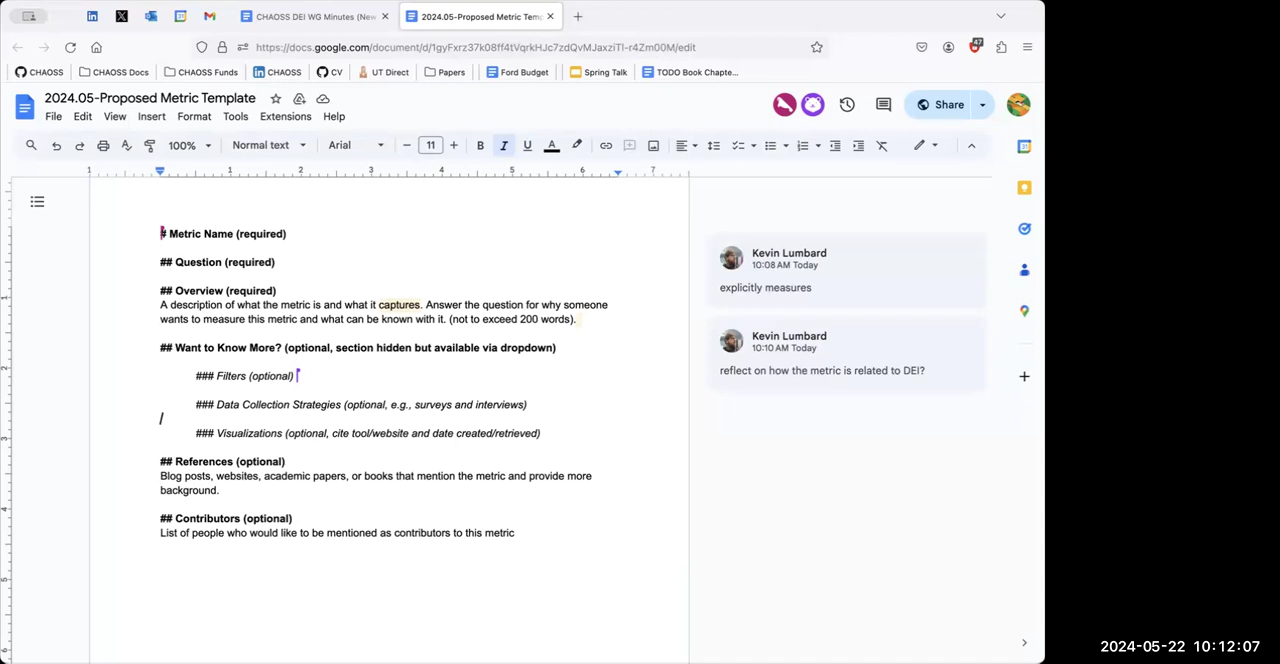 CHAOSS DEI WG Minutes (New
2024.05-Proposed Metric Temp
https://docs.google.com/document/d/1gyFxrz37k08ff4tVqrkHJc7zdQvMJaxziTl-r4Zm00M/edit
47
CHAOSS
CHAOSS Docs
CHAOSS Funds
CHAOSS
CV
UT Direct
Papers
Ford Budget
Spring Talk
TODO Book Chapte...
2024.05-Proposed Metric Template
File Edit View Insert Format Tools Extensions Help
Share
100% Normal text Arial 11 B I U A
1 1 2 3 4 5 6 7
# Metric Name (required)
## Question (required)
## Overview (required)
A description of what the metric is and what it captures. Answer the question for why someone
wants to measure this metric and what can be known with it. (not to exceed 200 words).
## Want to Know More? (optional, section hidden but available via dropdown)
### Filters (optional)
### Data Collection Strategies (optional, e.g., surveys and interviews)
### Visualizations (optional, cite tool/website and date created/retrieved)
## References (optional)
Blog posts, websites, academic papers, or books that mention the metric and provide more
background.
## Contributors (optional)
List of people who would like to be mentioned as contributors to this metric
Kevin Lumbard
10:08 AM Today
explicitly measures
Kevin Lumbard
10:10 AM Today
reflect on how the metric is related to DEI?
2024-05-22 10:12:07